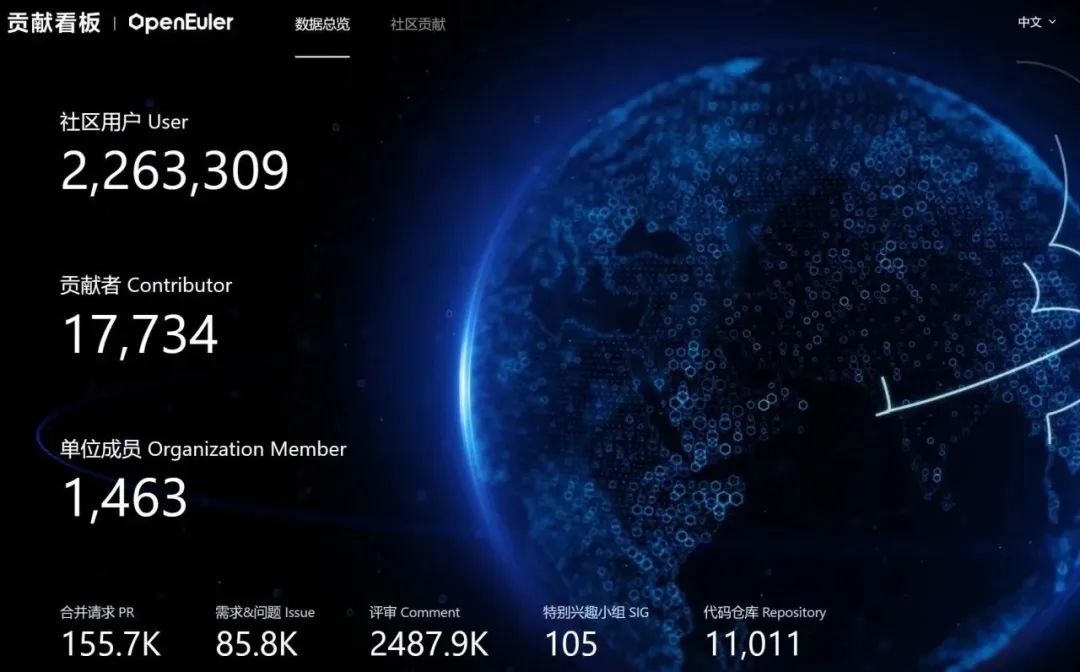 贡献看板 | OpenEuler 数据总览 社区贡献 中文
社区用户 User
2,263,309
贡献者 Contributor
17,734
单位成员 Organization Member
1,463
合并请求 PR 需求&问题 Issue 评审 Comment 特别兴趣小组 SIG 代码仓库 Repository
155.7K 85.8K 2487.9K 105 11,011